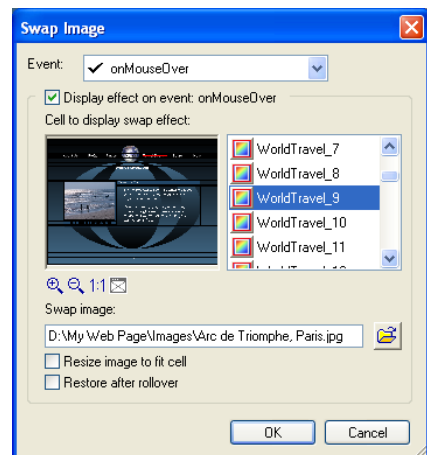 Swap Image
Event: onMouseOver
Display effect on event: onMouseOver
Cell to display swap effect:
WorldTravel_7
WorldTravel_8
WorldTravel_9
WorldTravel_10
WorldTravel_11
1:1
Swap image:
D:\My Web Page\Images\Arc de Triomphe, Paris.jpg
Resize image to fit cell
Restore after rollover
OK Cancel